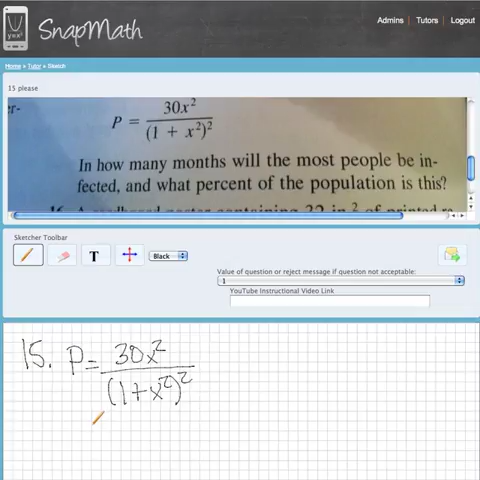 y=x²
SnapMath
Admins Tutors Logout
Home » Tutor » Sketch
15 please
er-
P = 30x² / (1 + x²)²
In how many months will the most people be in-
fected, and what percent of the population is this?
Sketcher Toolbar
T
Black
Value of question or reject message if question not acceptable:
1
YouTube Instructional Video Link
15. P = 30x² / (1+x²)²